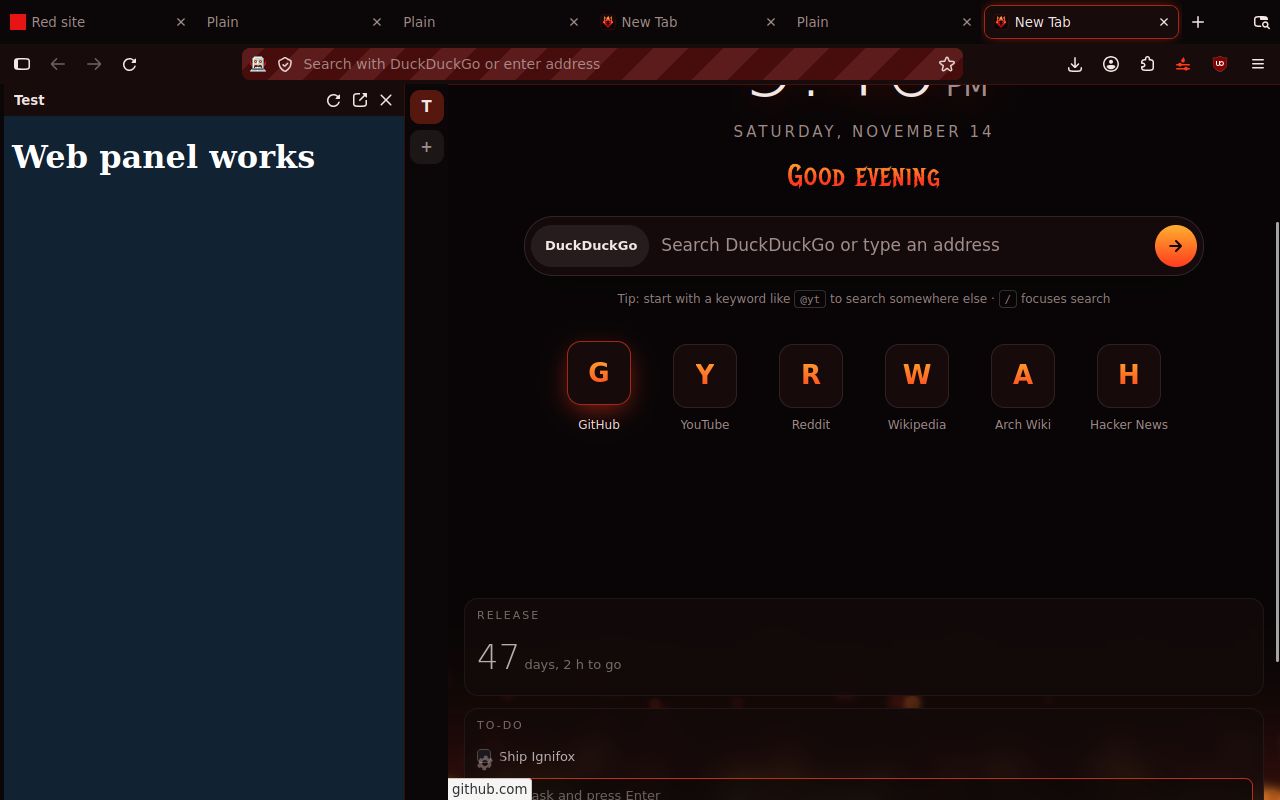 Red site
Plain
Plain
New Tab
Plain
New Tab
Search with DuckDuckGo or enter address
Test
T
+
Web panel works
PM
SATURDAY, NOVEMBER 14
GOOD EVENING
DuckDuckGo
Search DuckDuckGo or type an address
Tip: start with a keyword like @yt to search somewhere else · / focuses search
G
Y
R
W
A
H
GitHub
YouTube
Reddit
Wikipedia
Arch Wiki
Hacker News
RELEASE
47 days, 2 h to go
TO-DO
Ship Ignifox
ask and press Enter
github.com